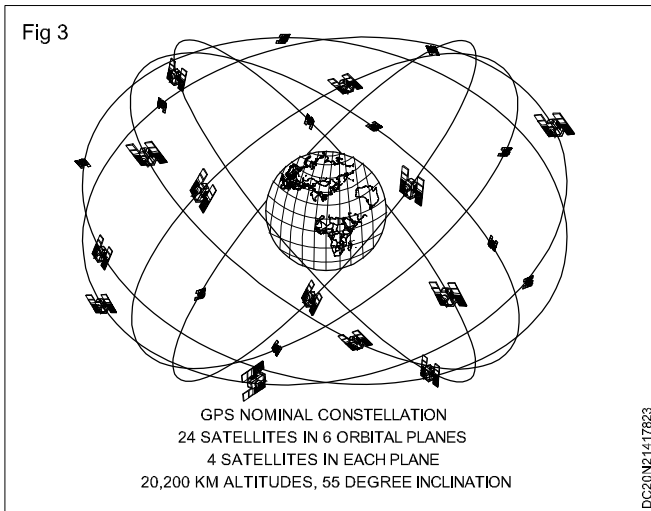 Fig 3
GPS NOMINAL CONSTELLATION
24 SATELLITES IN 6 ORBITAL PLANES
4 SATELLITES IN EACH PLANE
20,200 KM ALTITUDES, 55 DEGREE INCLINATION
DC20N21417823